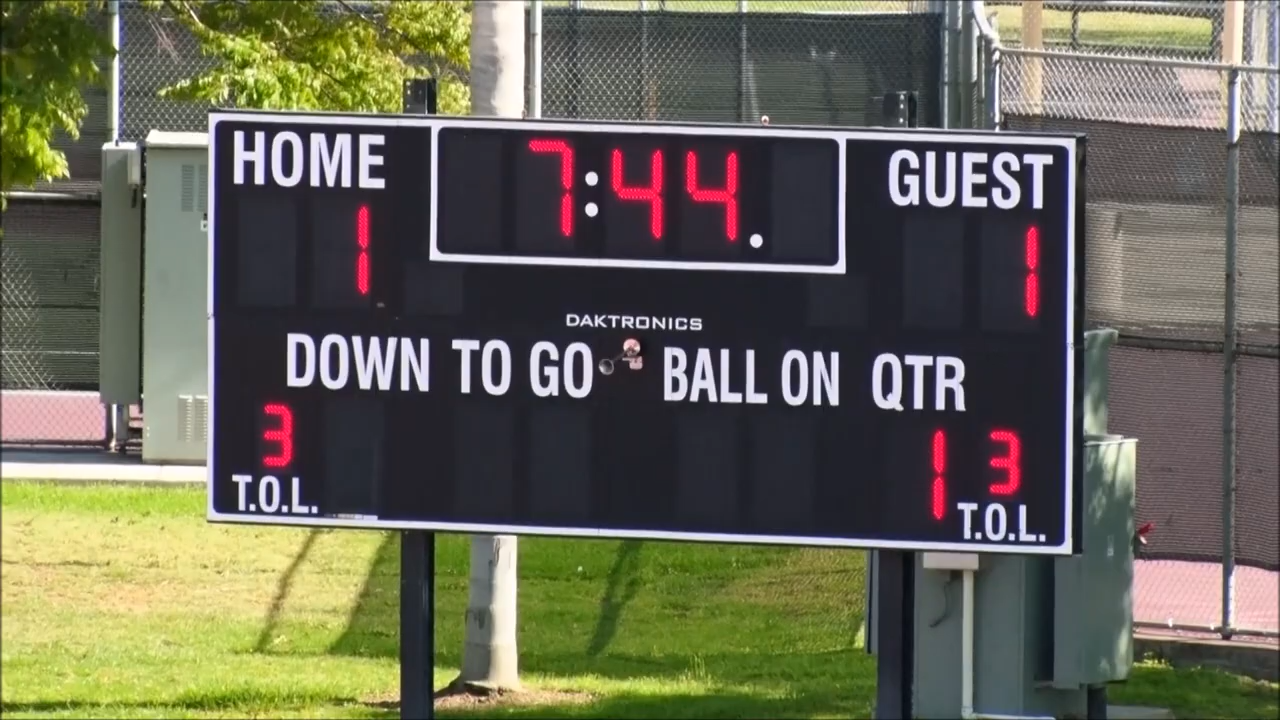 HOME 7:44. GUEST
1 1
DAKTRONICS
DOWN TO GO BALL ON QTR
3 1 3
T.O.L. T.O.L.